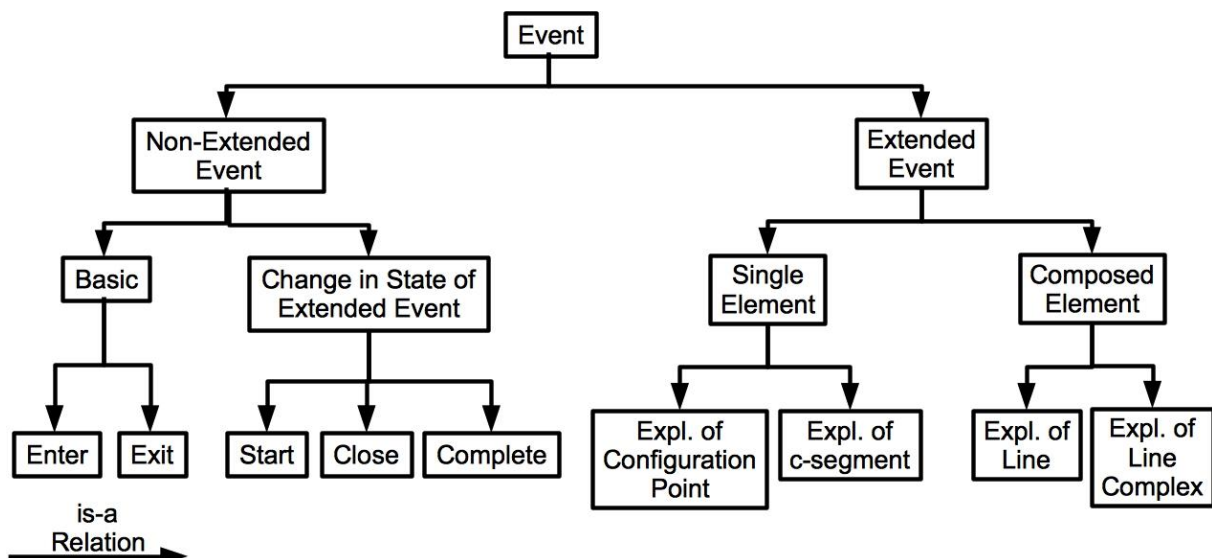 Event
Non-Extended
Event
Extended
Event
Basic
Change in State of
Extended Event
Single
Element
Composed
Element
Enter
Exit
Start
Close
Complete
Expl. of
Configuration
Point
Expl. of
c-segment
Expl. of
Line
Expl. of
Line
Complex
is-a
Relation